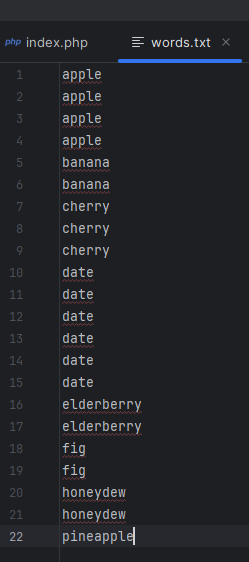 php index.php words.txt ×
1 apple
2 apple
3 apple
4 apple
5 banana
6 banana
7 cherry
8 cherry
9 cherry
10 date
11 date
12 date
13 date
14 date
15 date
16 elderberry
17 elderberry
18 fig
19 fig
20 honeydew
21 honeydew
22 pineapple